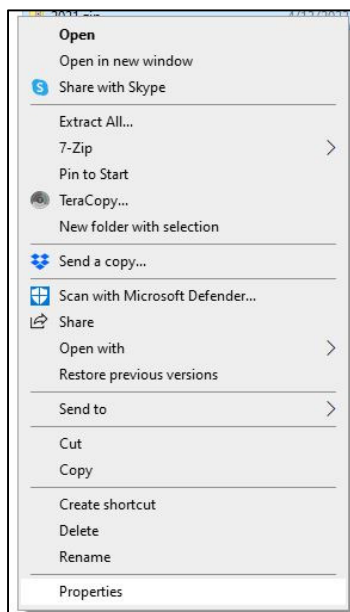 Open
Open in new window
Share with Skype
Extract All...
7-Zip
Pin to Start
TeraCopy...
New folder with selection
Send a copy...
Scan with Microsoft Defender...
Share
Open with
Restore previous versions
Send to
Cut
Copy
Create shortcut
Delete
Rename
Properties